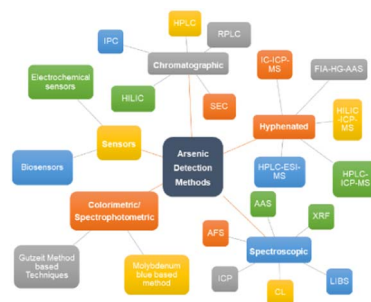 HPLC
IPC
RPLC
Chromatographic
HILIC
SEC
Electrochemical
sensors
Sensors
Biosensors
Arsenic
Detection
Methods
IC-ICP-
MS
FIA-HG-AAS
Hyphenated
HILIC
-ICP-
MS
HPLC-ESI-
MS
HPLC-
ICP-MS
Colorimetric/
Spectrophotometric
Gutzeit Method
based Techniques
Molybdenum
blue based method
AAS
XRF
AFS
Spectroscopic
ICP
CL
LIBS